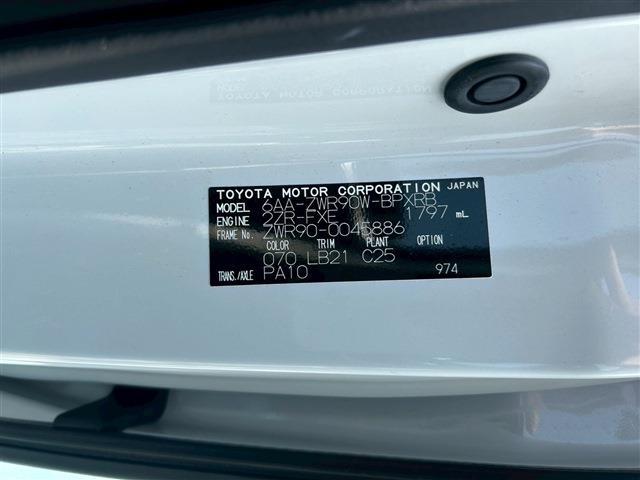 TOYOTA MOTOR CORPORATION JAPAN
MODEL 6AA-ZWR90W-BPXRB
ENGINE 2ZR-FXE 1797 mL
FRAME No. ZWR90-0045886
COLOR TRIM PLANT OPTION
070 LB21 C25
TRANS./AXLE PA10 974